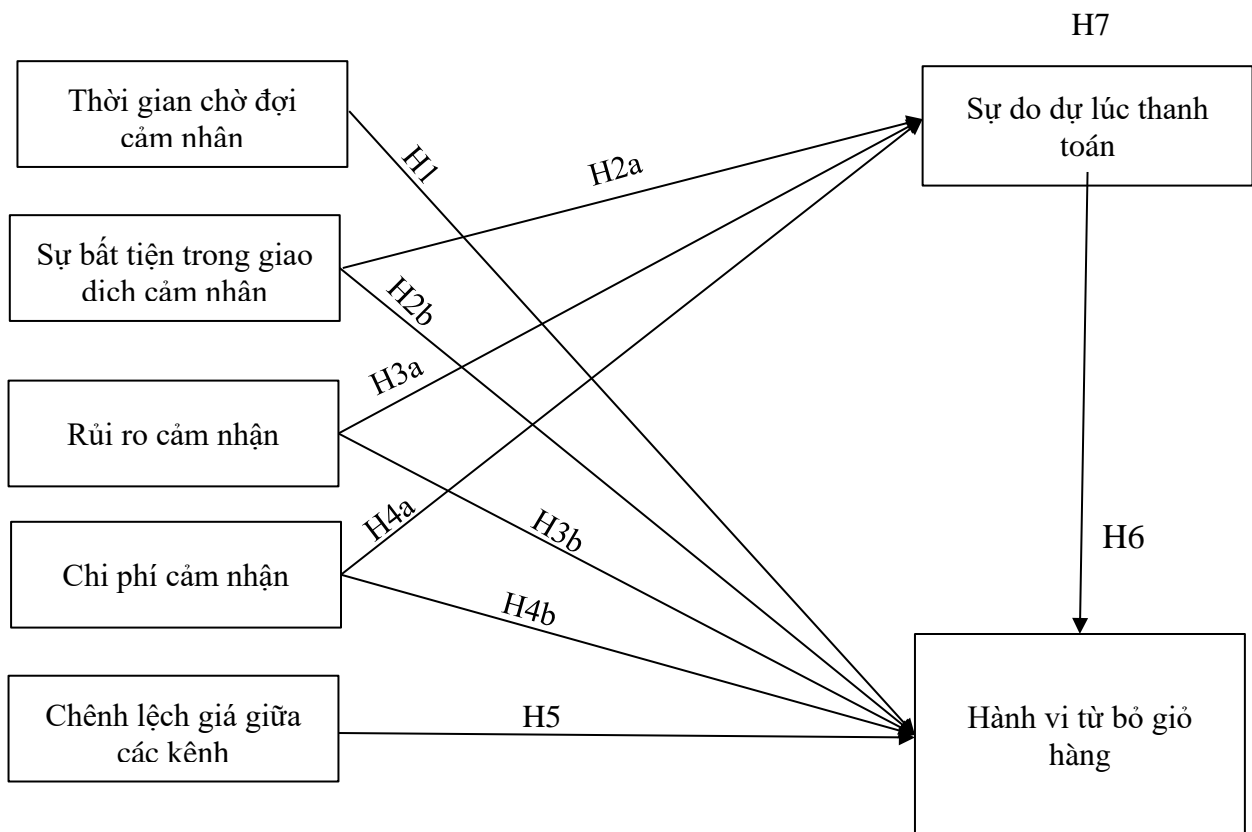 H7
Thời gian chờ đợi
cảm nhân
Sự do dự lúc thanh
toán
H1
H2a
Sự bất tiện trong giao
dich cảm nhân
H2b
H3a
Rủi ro cảm nhận
H4a
H3b
Chi phí cảm nhận
H6
H4b
Chênh lệch giá giữa
các kênh
H5
Hành vi từ bỏ giỏ
hàng